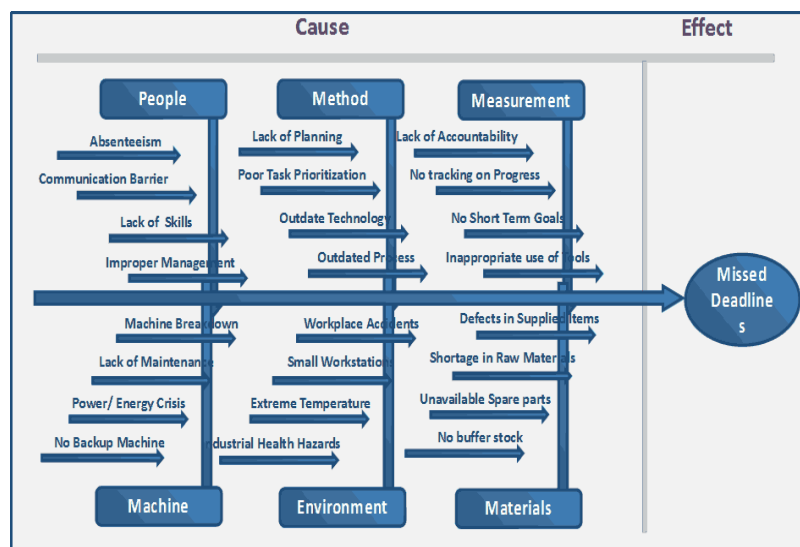 Cause
Effect
People
Method
Measurement
Absenteeism
Communication Barrier
Lack of Skills
Improper Management
Lack of Planning
Poor Task Prioritization
Outdate Technology
Outdated Process
Lack of Accountability
No tracking on Progress
No Short Term Goals
Inappropriate use of Tools
Missed
Deadline
s
Machine Breakdown
Lack of Maintenance
Power/ Energy Crisis
No Backup Machine
Workplace Accidents
Small Workstations
Extreme Temperature
Industrial Health Hazards
Defects in Supplied Items
Shortage in Raw Materials
Unavailable Spare parts
No buffer stock
Machine
Environment
Materials